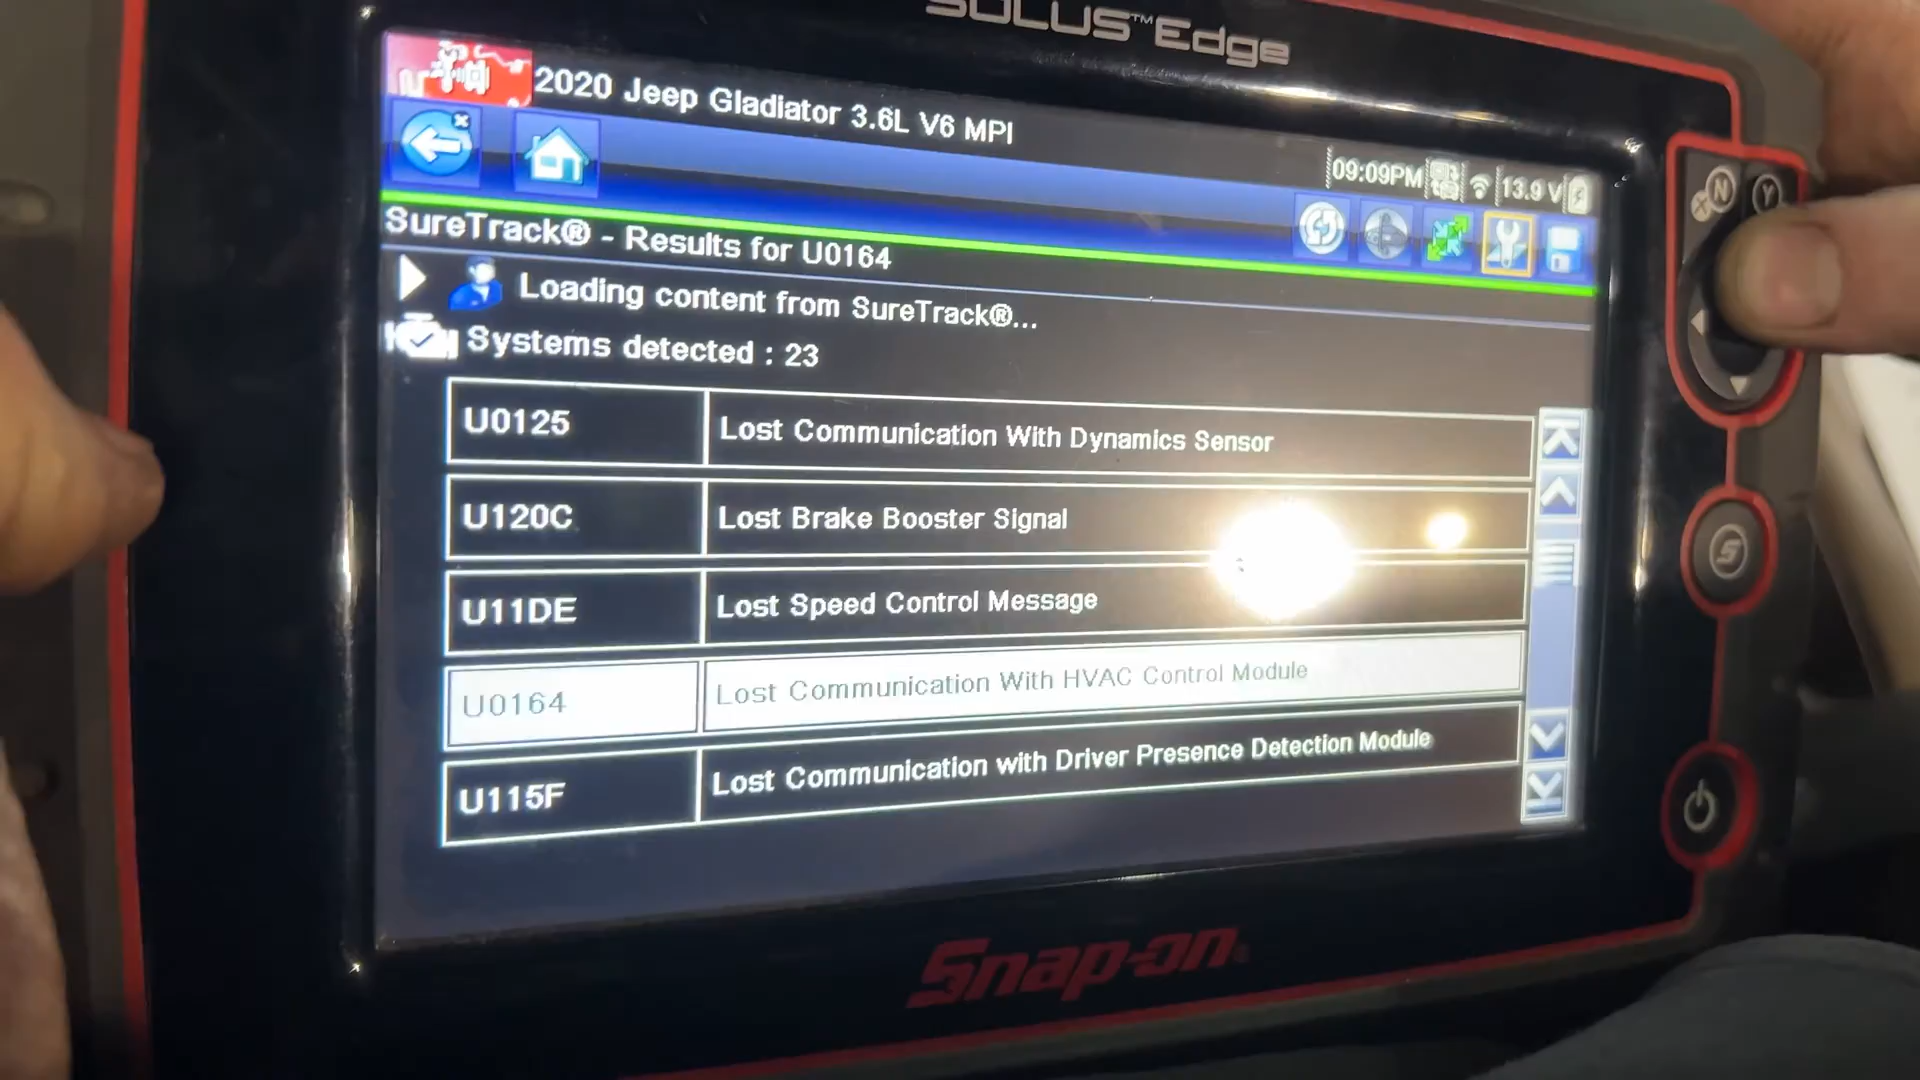 SOLUS™ Edge
2020 Jeep Gladiator 3.6L V6 MPI
09:09PM 13.9 V
SureTrack® - Results for U0164
Loading content from SureTrack®...
Systems detected : 23
U0125 Lost Communication With Dynamics Sensor
U120C Lost Brake Booster Signal
U11DE Lost Speed Control Message
U0164 Lost Communication With HVAC Control Module
U115F Lost Communication with Driver Presence Detection Module
Snap-on®
N
X
Y
S